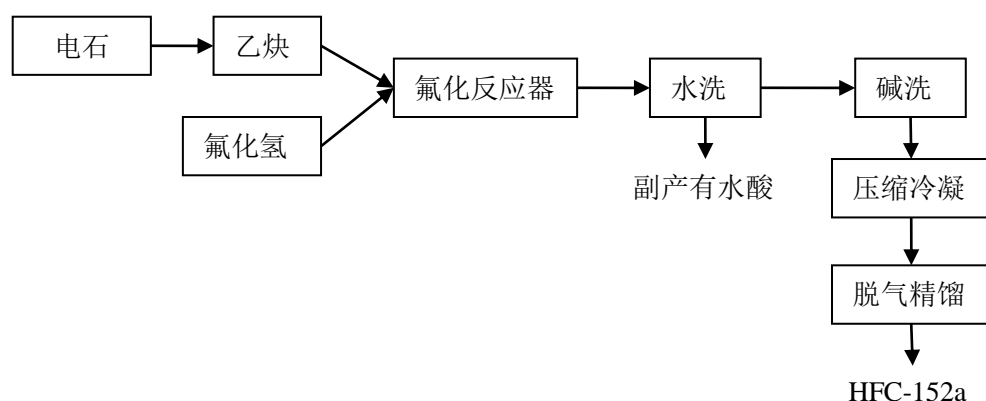 电石
乙炔
氟化氢
氟化反应器
水洗
碱洗
副产有水酸
压缩冷凝
脱气精馏
HFC-152a